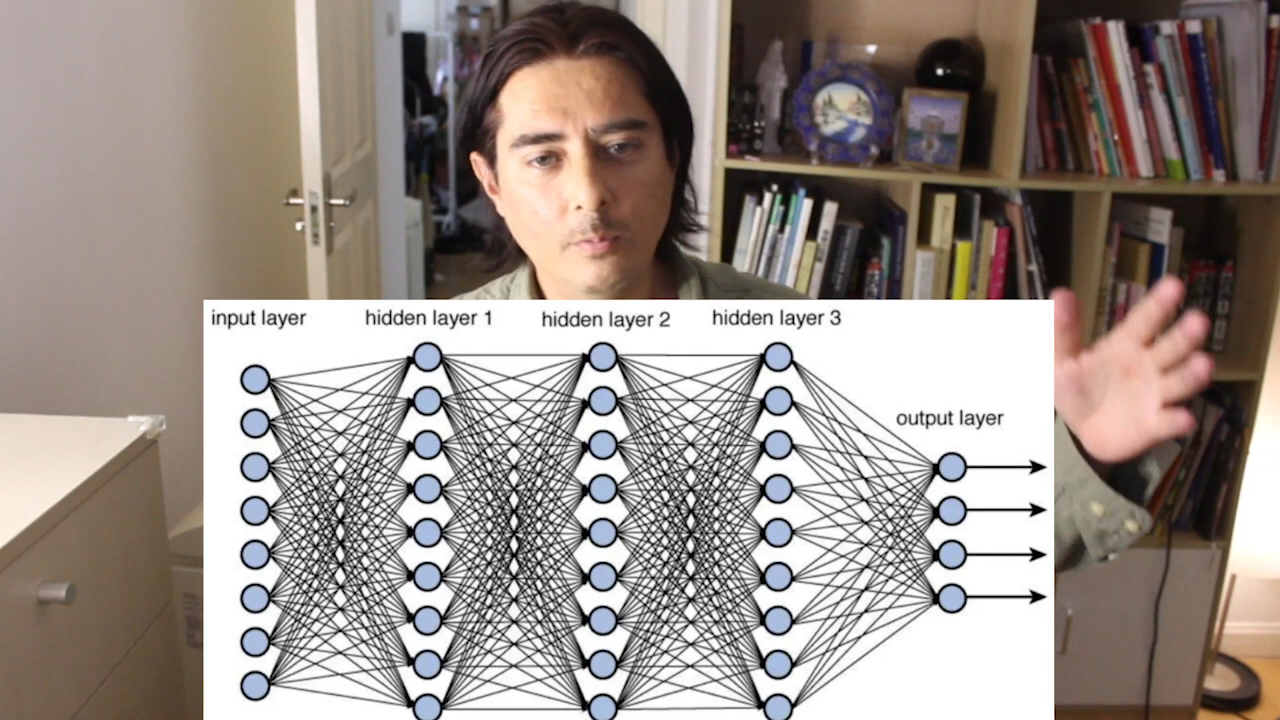 input layer
hidden layer 1
hidden layer 2
hidden layer 3
output layer